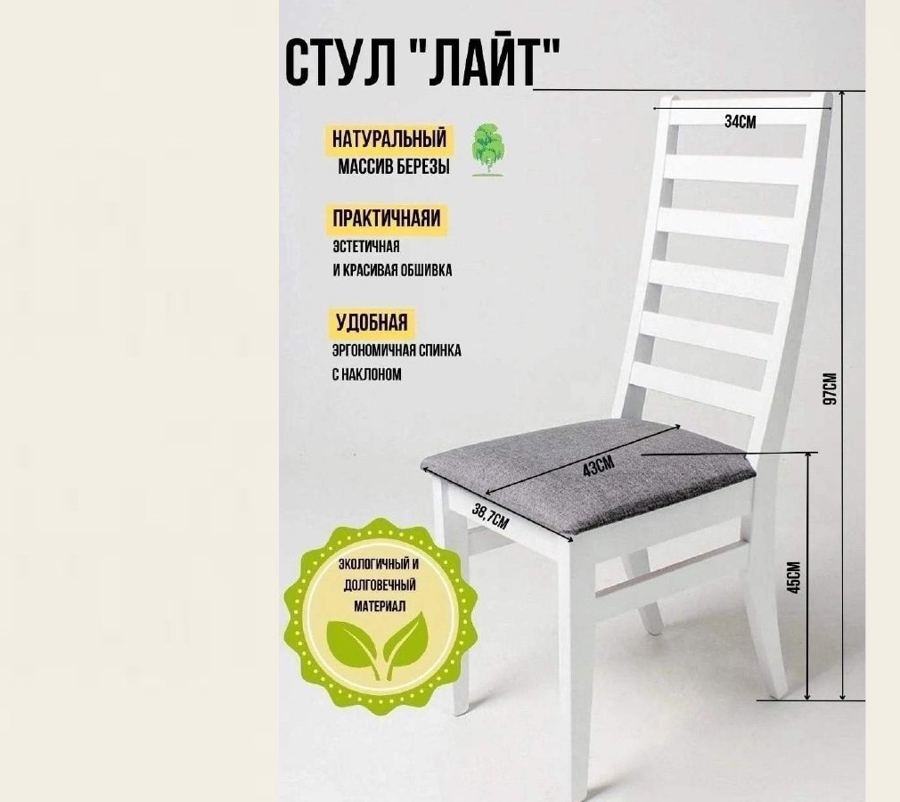 СТУЛ "ЛАЙТ"
34СМ
НАТУРАЛЬНЫЙ
МАССИВ БЕРЕЗЫ
ПРАКТИЧНАЯИ
ЭСТЕТИЧНАЯ
И КРАСИВАЯ ОБШИВКА
УДОБНАЯ
ЭРГОНОМИЧНАЯ СПИНКА
С НАКЛОНОМ
97СМ
43СМ
38,7СМ
45СМ
ЭКОЛОГИЧНЫЙ И
ДОЛГОВЕЧНЫЙ
МАТЕРИАЛ